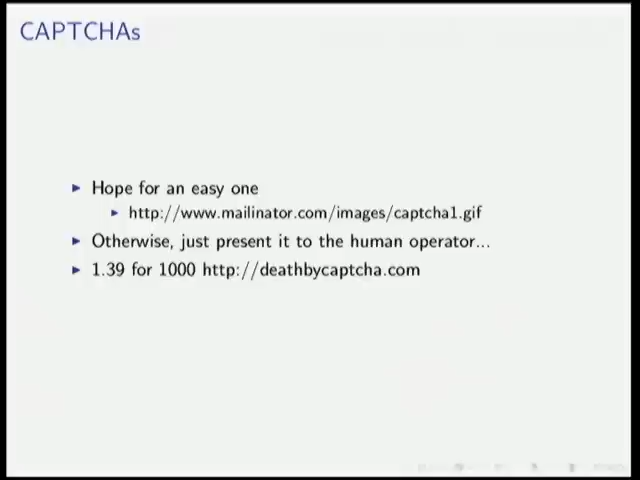 CAPTCHAs
Hope for an easy one
http://www.mailinator.com/images/captcha1.gif
Otherwise, just present it to the human operator...
1.39 for 1000 http://deathbycaptcha.com